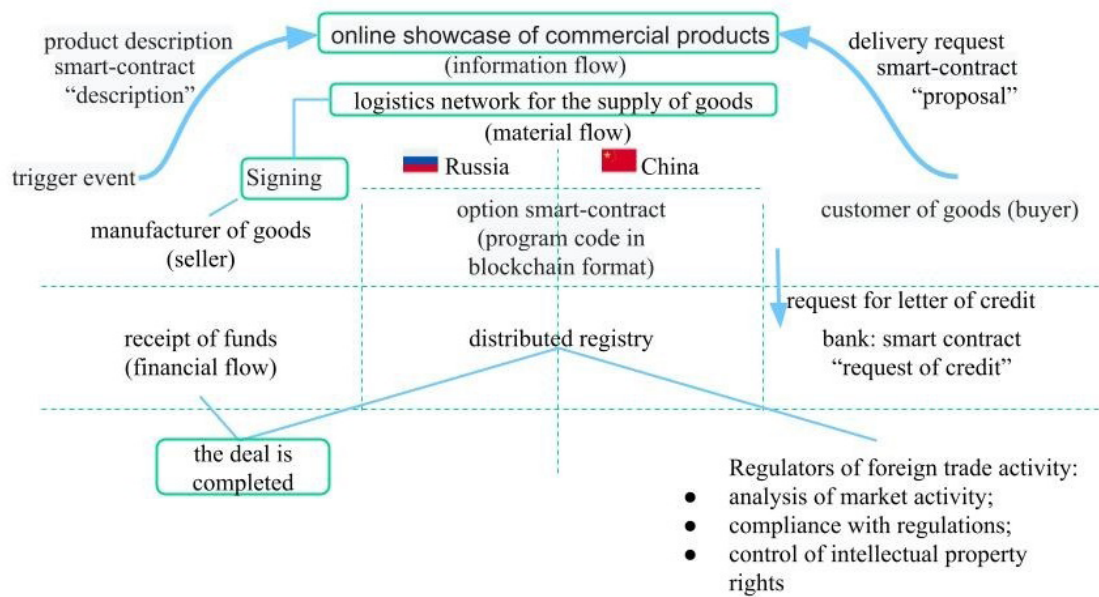 product description
smart-contract
“description”
online showcase of commercial products
(information flow)
delivery request
smart-contract
“proposal”
logistics network for the supply of goods
(material flow)
trigger event
Signing
Russia
China
manufacturer of goods
(seller)
option smart-contract
(program code in
blockchain format)
customer of goods (buyer)
request for letter of credit
receipt of funds
(financial flow)
distributed registry
bank: smart contract
“request of credit”
the deal is
completed
Regulators of foreign trade activity:
● analysis of market activity;
● compliance with regulations;
● control of intellectual property
rights